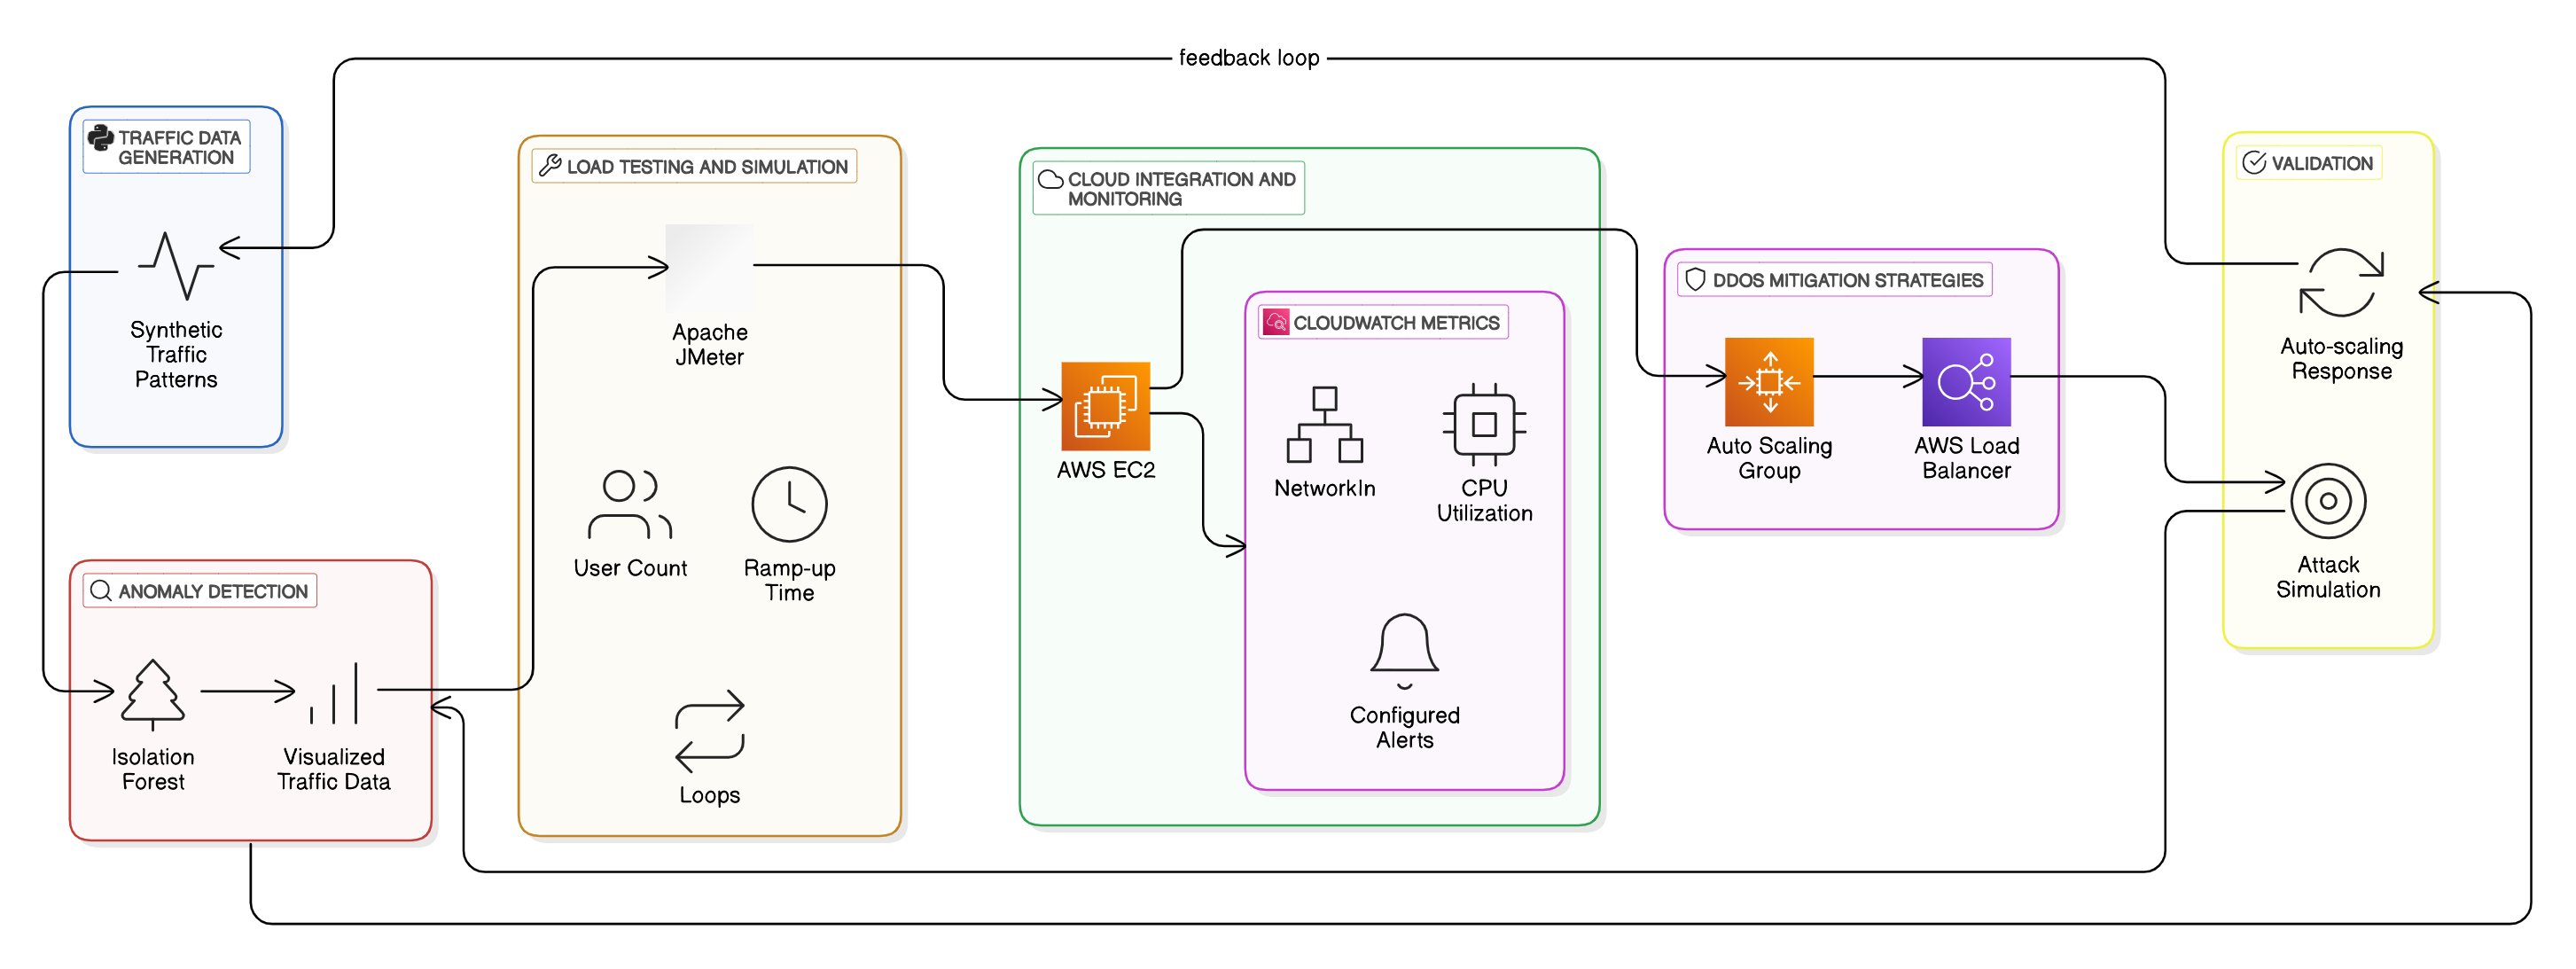 feedback loop
TRAFFIC DATA
GENERATION
Synthetic
Traffic
Patterns
ANOMALY DETECTION
Isolation
Forest
Visualized
Traffic Data
LOAD TESTING AND SIMULATION
Apache
JMeter
User Count
Ramp-up
Time
Loops
CLOUD INTEGRATION AND
MONITORING
AWS EC2
CLOUDWATCH METRICS
NetworkIn
CPU
Utilization
Configured
Alerts
DDOS MITIGATION STRATEGIES
Auto Scaling
Group
AWS Load
Balancer
VALIDATION
Auto-scaling
Response
Attack
Simulation